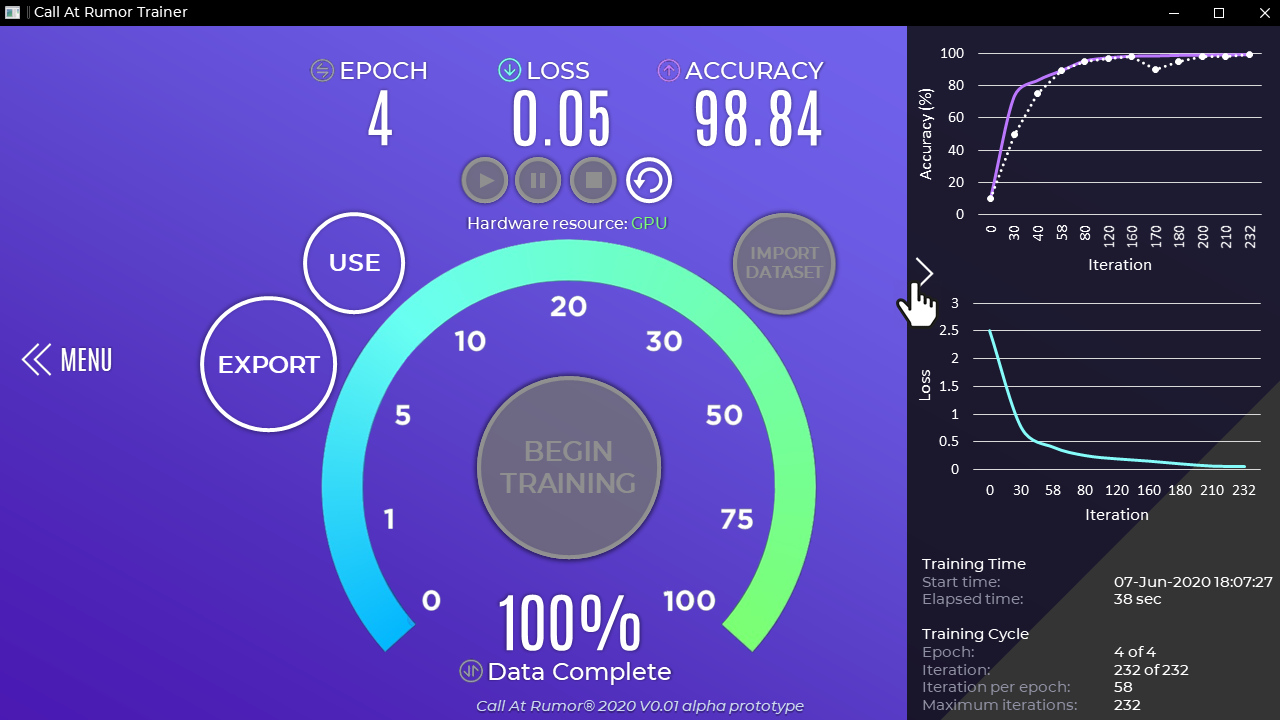 Call At Rumor Trainer
EPOCH
4
LOSS
0.05
ACCURACY
98.84
Hardware resource: GPU
USE
EXPORT
IMPORT
DATASET
MENU
0
1
5
10
20
30
50
75
100
BEGIN
TRAINING
100%
Data Complete
Call At Rumor® 2020 V0.01 alpha prototype
Accuracy (%)
100
80
60
40
20
0
0 30 40 58 80 120 160 170 180 200 210 232
Iteration
Loss
3
2.5
2
1.5
1
0.5
0
0 30 58 80 120 160 180 210 232
Iteration
Training Time
Start time: 07-Jun-2020 18:07:27
Elapsed time: 38 sec
Training Cycle
Epoch: 4 of 4
Iteration: 232 of 232
Iteration per epoch: 58
Maximum iterations: 232